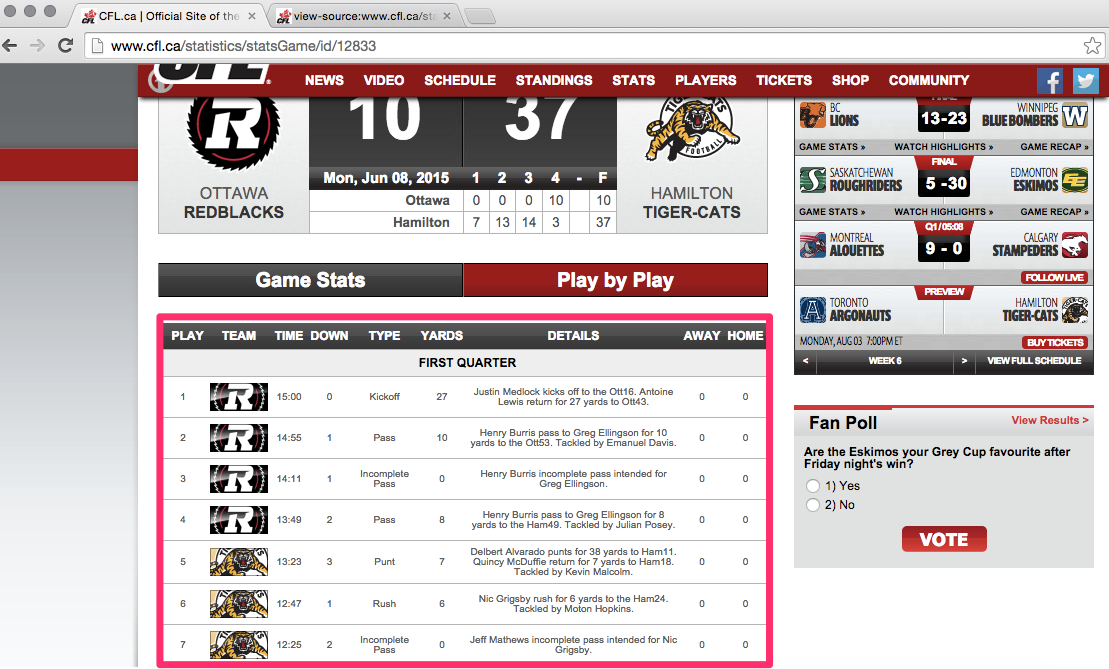 CFL.ca | Official Site of the
view-source:www.cfl.ca/sta
www.cfl.ca/statistics/statsGame/id/12833
CFL
NEWS VIDEO SCHEDULE STANDINGS STATS PLAYERS TICKETS SHOP COMMUNITY
10 37
Mon, Jun 08, 2015 1 2 3 4 - F
Ottawa 0 0 0 10 10
Hamilton 7 13 14 3 37
OTTAWA
REDBLACKS
HAMILTON
TIGER-CATS
Game Stats Play by Play
PLAY TEAM TIME DOWN TYPE YARDS DETAILS AWAY HOME
FIRST QUARTER
1 15:00 0 Kickoff 27 Justin Medlock kicks off to the Ott16. Antoine
Lewis return for 27 yards to Ott43. 0 0
2 14:55 1 Pass 10 Henry Burris pass to Greg Ellingson for 10
yards to the Ott53. Tackled by Emanuel Davis. 0 0
3 14:11 1 Incomplete
Pass 0 Henry Burris incomplete pass intended for
Greg Ellingson. 0 0
4 13:49 2 Pass 8 Henry Burris pass to Greg Ellingson for 8
yards to the Ham49. Tackled by Julian Posey. 0 0
5 13:23 3 Punt 7 Delbert Alvarado punts for 38 yards to Ham11.
Quincy McDuffie return for 7 yards to Ham18.
Tackled by Kevin Malcolm. 0 0
6 12:47 1 Rush 6 Nic Grigsby rush for 6 yards to the Ham24.
Tackled by Moton Hopkins. 0 0
7 12:25 2 Incomplete
Pass 0 Jeff Mathews incomplete pass intended for Nic
Grigsby. 0 0
BC
LIONS
FINAL
13-23
WINNIPEG
BLUE BOMBERS
GAME STATS » WATCH HIGHLIGHTS » GAME RECAP »
SASKATCHEWAN
ROUGHRIDERS
FINAL
5 -30
EDMONTON
ESKIMOS
GAME STATS » WATCH HIGHLIGHTS » GAME RECAP »
MONTREAL
ALOUETTES
Q1 / 05:08
9 - 0
CALGARY
STAMPEDERS
FOLLOW LIVE
TORONTO
ARGONAUTS
PREVIEW
HAMILTON
TIGER-CATS
MONDAY, AUG 03 7:00PM ET
BUY TICKETS
< WEEK 6 > VIEW FULL SCHEDULE
Fan Poll View Results >
Are the Eskimos your Grey Cup favourite after
Friday night's win?
1) Yes
2) No
VOTE